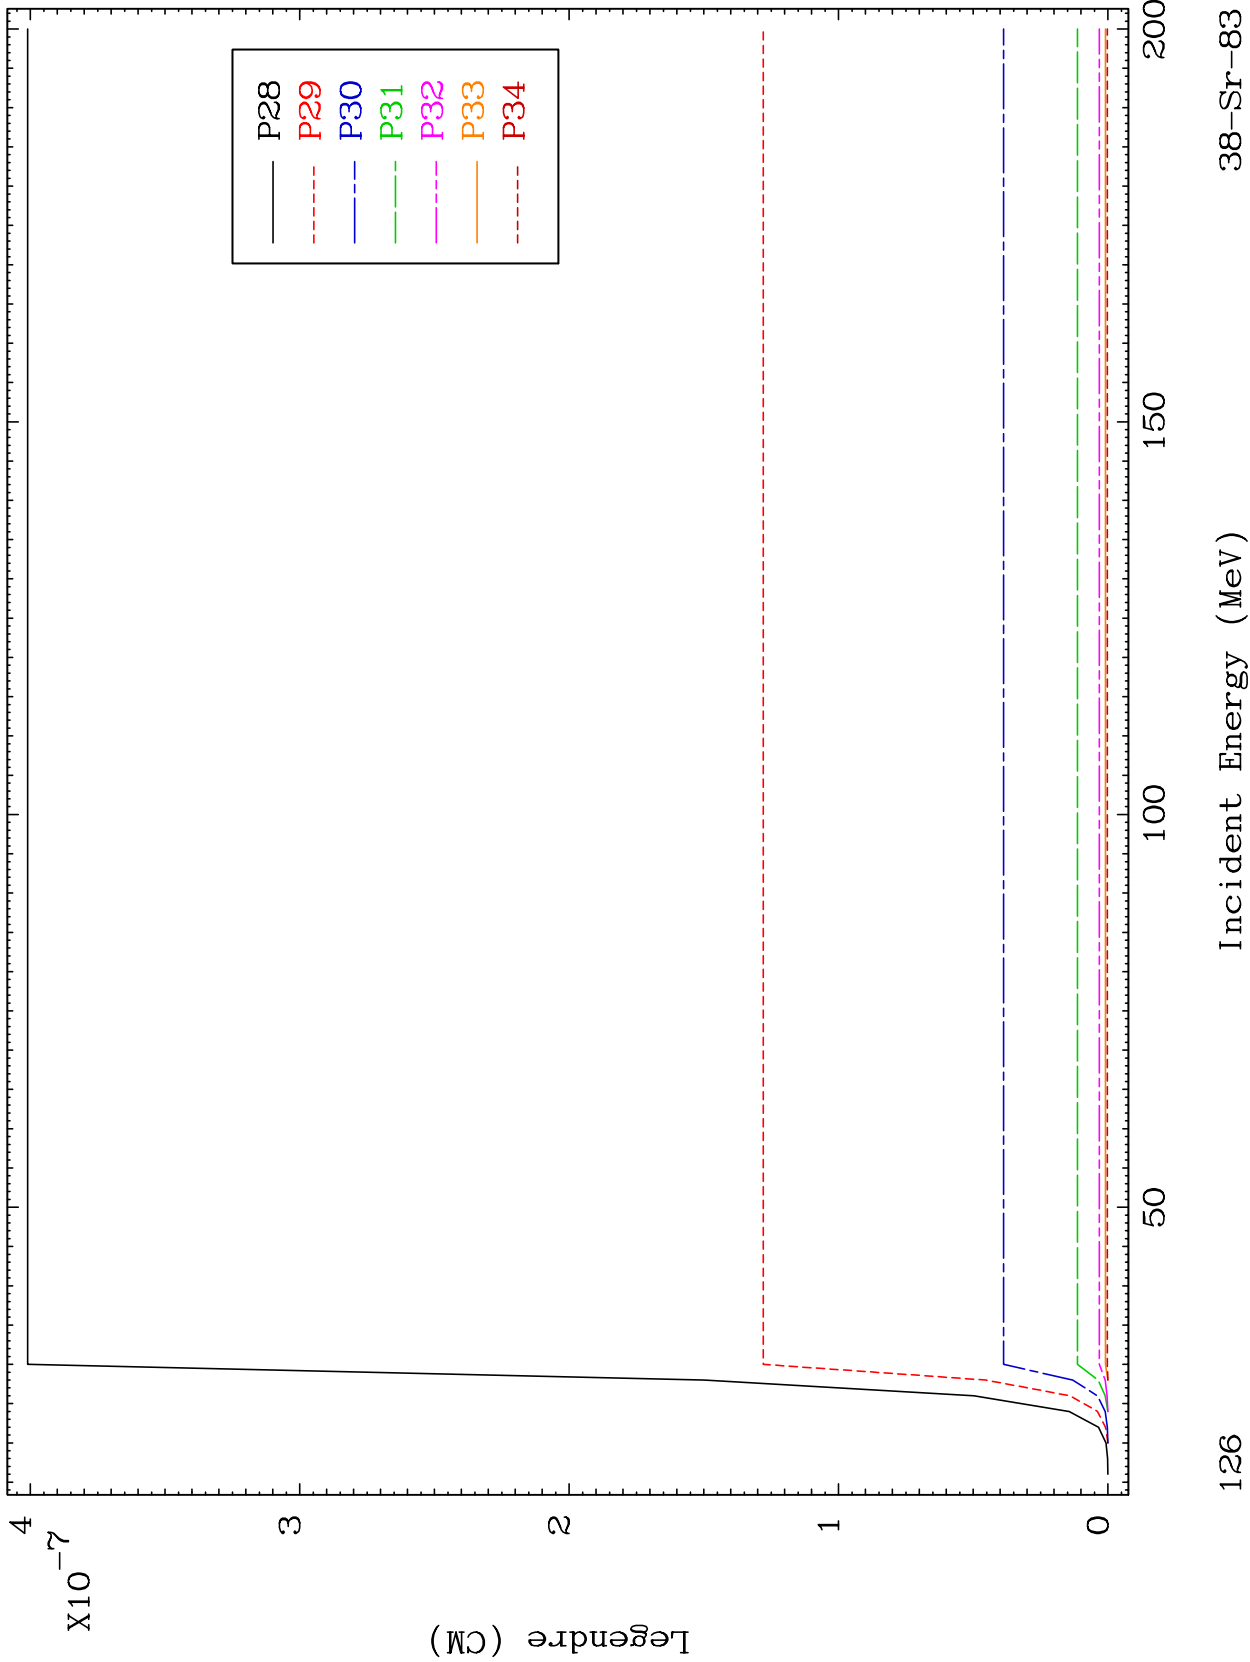 X10-7
4
3
2
1
0
Legendre (CM)
P28
P29
P30
P31
P32
P33
P34
50
100
150
200
Incident Energy (MeV)
126
38-Sr-83